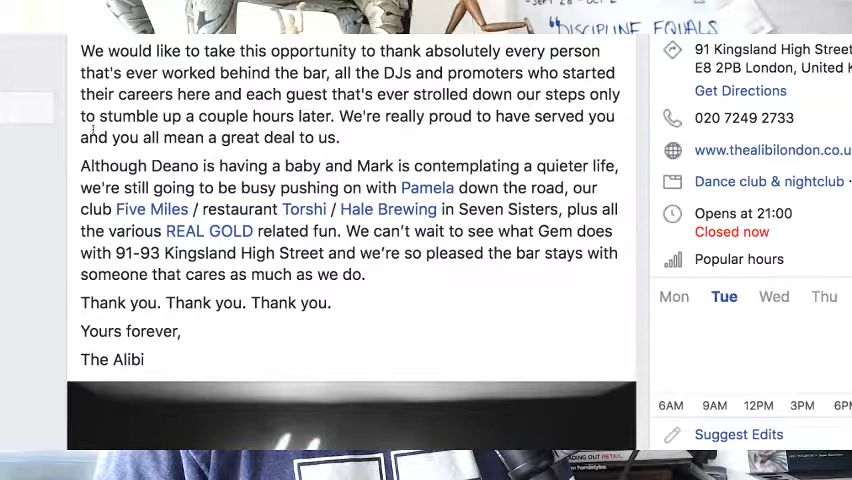 "DISCIPLINE EQUALS
We would like to take this opportunity to thank absolutely every person
that's ever worked behind the bar, all the DJs and promoters who started
their careers here and each guest that's ever strolled down our steps only
to stumble up a couple hours later. We're really proud to have served you
and you all mean a great deal to us.
Although Deano is having a baby and Mark is contemplating a quieter life,
we're still going to be busy pushing on with Pamela down the road, our
club Five Miles / restaurant Torshi / Hale Brewing in Seven Sisters, plus all
the various REAL GOLD related fun. We can't wait to see what Gem does
with 91-93 Kingsland High Street and we're so pleased the bar stays with
someone that cares as much as we do.
Thank you. Thank you. Thank you.
Yours forever,
The Alibi
91 Kingsland High Street
E8 2PB London, United K
Get Directions
020 7249 2733
www.thealibilondon.co.u
Dance club & nightclub ·
Opens at 21:00
Closed now
Popular hours
Mon Tue Wed Thu
6AM 9AM 12PM 3PM 6P
Suggest Edits
ADING OUT RETAIL